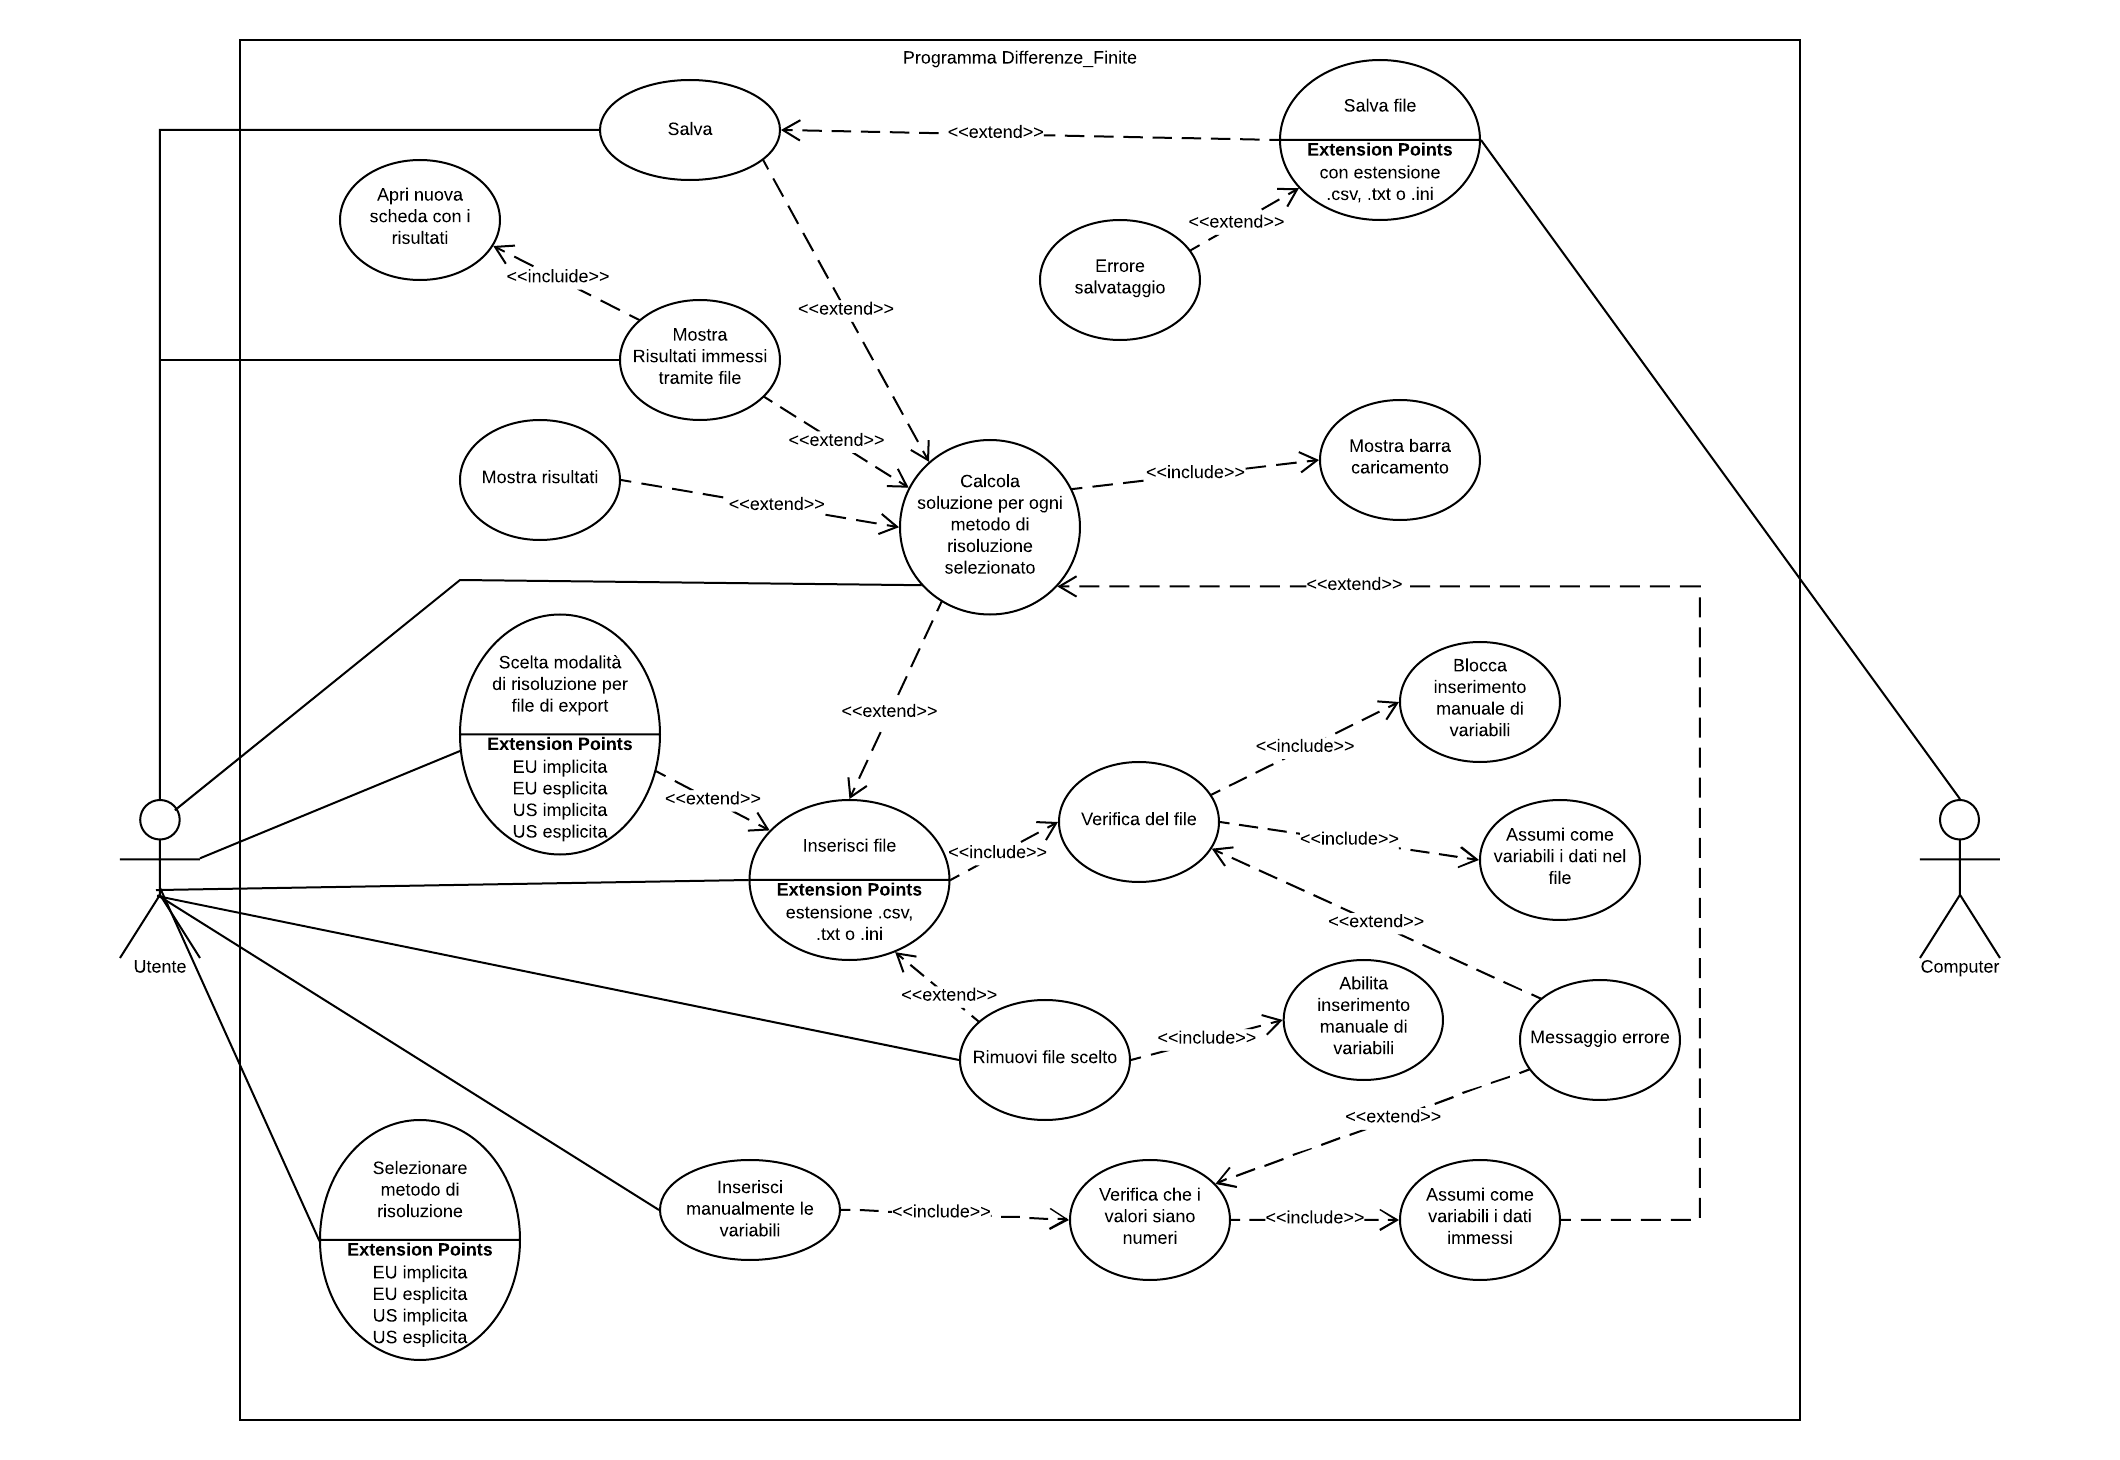 Programma Differenze_Finite
Salva
<<extend>>
Salva file
Extension Points
con estensione
.csv, .txt o .ini
Apri nuova
scheda con i
risultati
<<incluide>>
<<extend>>
Errore
salvataggio
<<extend>>
Mostra
Risultati immessi
tramite file
<<extend>>
Mostra risultati
<<extend>>
Calcola
soluzione per ogni
metodo di
risoluzione
selezionato
<<include>>
Mostra barra
caricamento
<<extend>>
Scelta modalità
di risoluzione per
file di export
Extension Points
EU implicita
EU esplicita
US implicita
US esplicita
<<extend>>
<<extend>>
Inserisci file
Extension Points
estensione .csv,
.txt o .ini
<<include>>
Verifica del file
<<include>>
Blocca
inserimento
manuale di
variabili
<<include>>
Assumi come
variabili i dati nel
file
<<extend>>
Utente
Computer
<<extend>>
Rimuovi file scelto
<<include>>
Abilita
inserimento
manuale di
variabili
Messaggio errore
<<extend>>
Selezionare
metodo di
risoluzione
Extension Points
EU implicita
EU esplicita
US implicita
US esplicita
Inserisci
manualmente le
variabili
<<include>>
Verifica che i
valori siano
numeri
<<include>>
Assumi come
variabili i dati
immessi